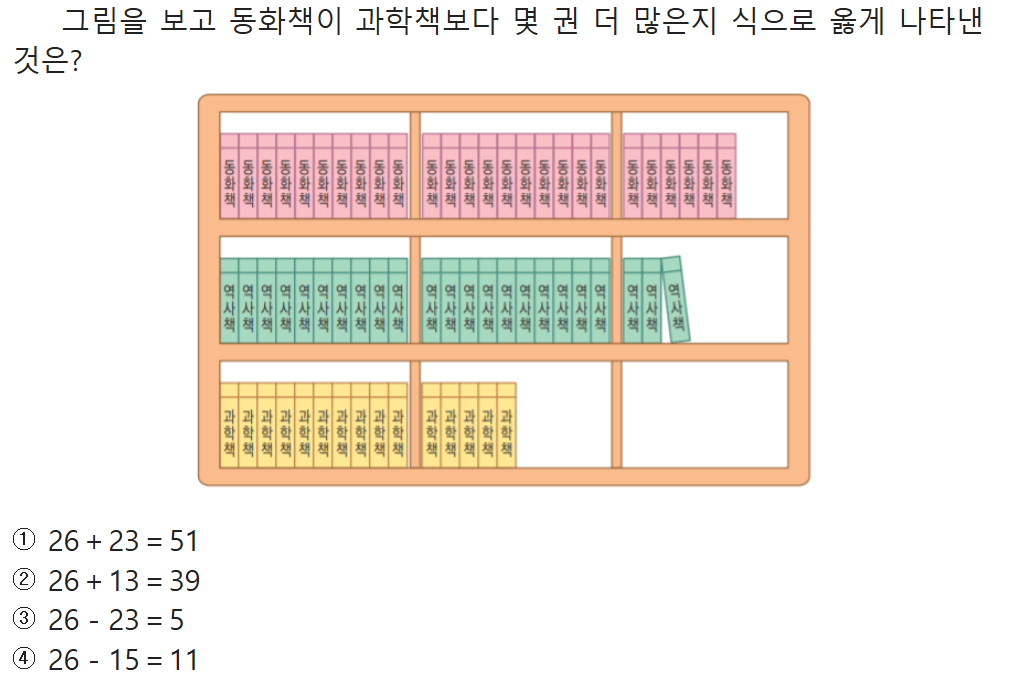 그림을 보고 동화책이 과학책보다 몇 권 더 많은지 식으로 옳게 나타낸
것은?
동화책 동화책 동화책 동화책 동화책 동화책 동화책 동화책 동화책 동화책 동화책 동화책 동화책 동화책 동화책 동화책 동화책 동화책 동화책 동화책 동화책 동화책 동화책 동화책 동화책 동화책
역사책 역사책 역사책 역사책 역사책 역사책 역사책 역사책 역사책 역사책 역사책 역사책 역사책 역사책 역사책 역사책 역사책 역사책 역사책 역사책 역사책 역사책 역사책
과학책 과학책 과학책 과학책 과학책 과학책 과학책 과학책 과학책 과학책 과학책 과학책 과학책 과학책 과학책
① 26 + 23 = 51
② 26 + 13 = 39
③ 26 - 23 = 5
④ 26 - 15 = 11